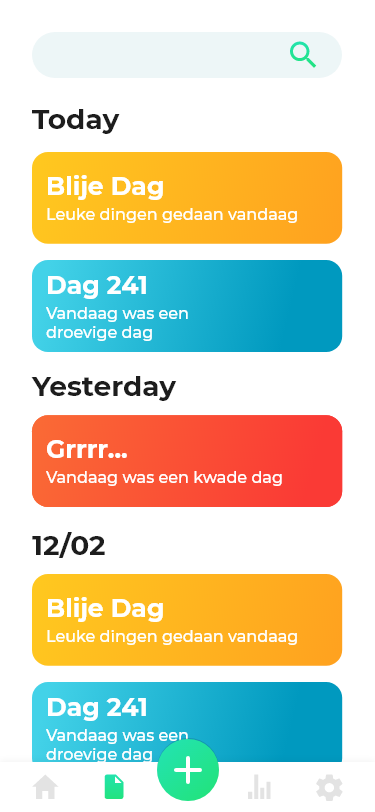 Today
Blije Dag
Leuke dingen gedaan vandaag
Dag 241
Vandaag was een
droevige dag
Yesterday
Grrrr...
Vandaag was een kwade dag
12/02
Blije Dag
Leuke dingen gedaan vandaag
Dag 241
Vandaag was een
droevige dag